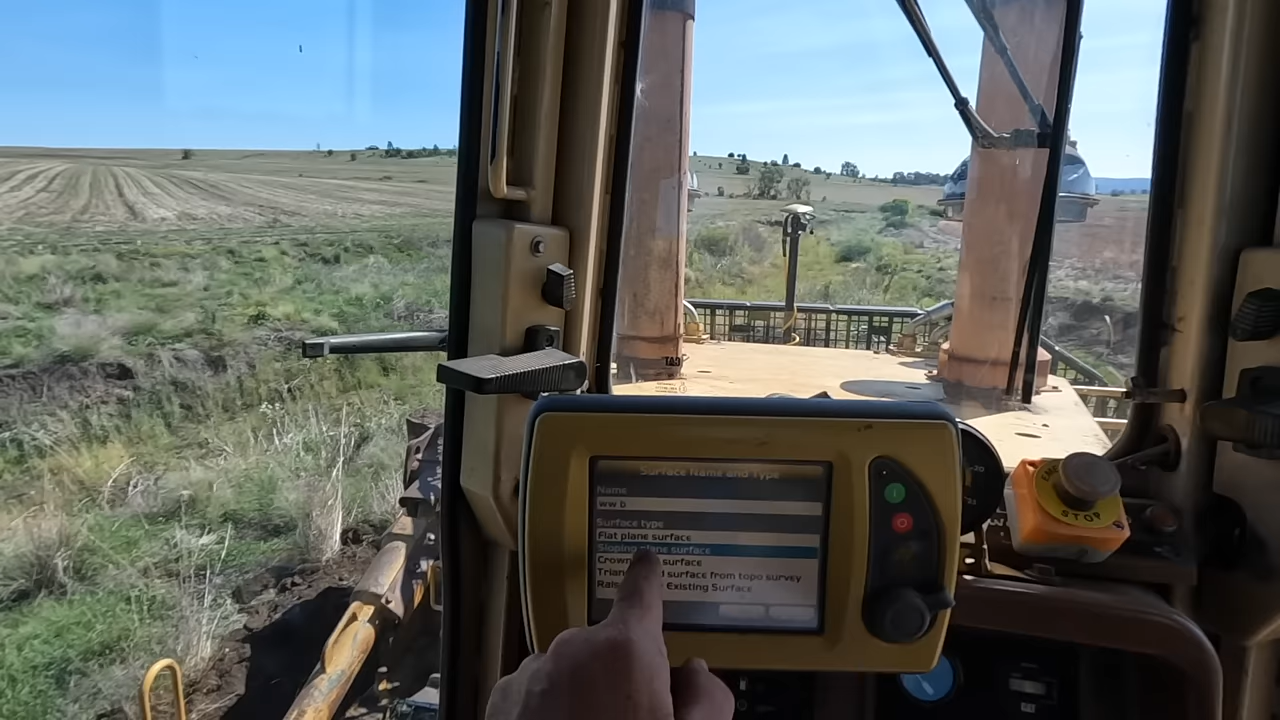 CAT
Surface Name and Type
Name
ww b
Surface type
Flat plane surface
Sloping plane surface
surface
surface from topo survey
Existing Surface
STOP